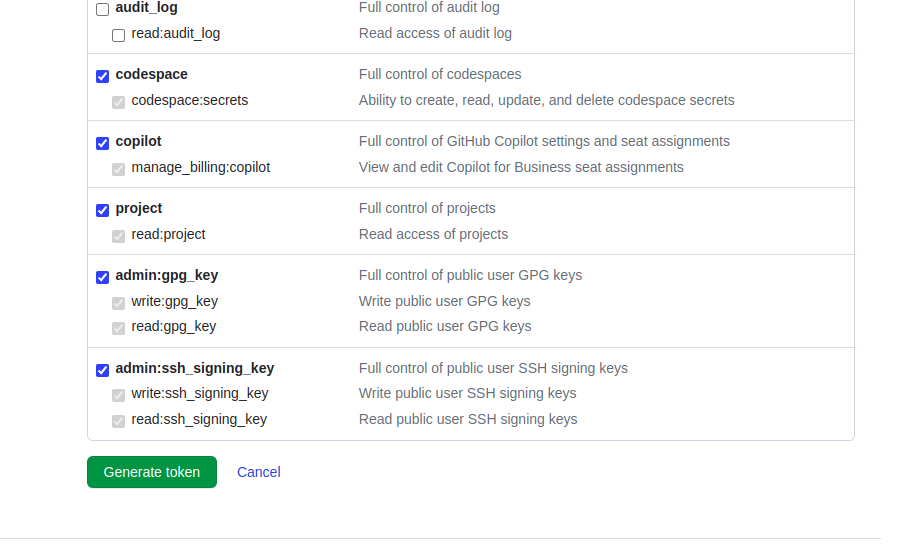 audit_log Full control of audit log
read:audit_log Read access of audit log
codespace Full control of codespaces
codespace:secrets Ability to create, read, update, and delete codespace secrets
copilot Full control of GitHub Copilot settings and seat assignments
manage_billing:copilot View and edit Copilot for Business seat assignments
project Full control of projects
read:project Read access of projects
admin:gpg_key Full control of public user GPG keys
write:gpg_key Write public user GPG keys
read:gpg_key Read public user GPG keys
admin:ssh_signing_key Full control of public user SSH signing keys
write:ssh_signing_key Write public user SSH signing keys
read:ssh_signing_key Read public user SSH signing keys
Generate token Cancel